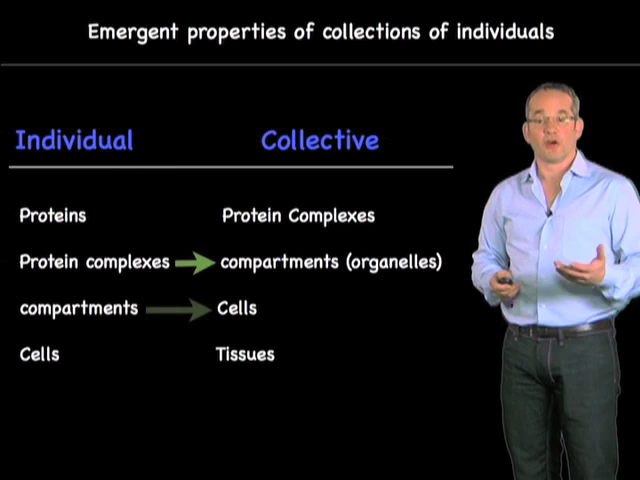 Emergent properties of collections of individuals
Individual Collective
Proteins Protein Complexes
Protein complexes compartments (organelles)
compartments Cells
Cells Tissues